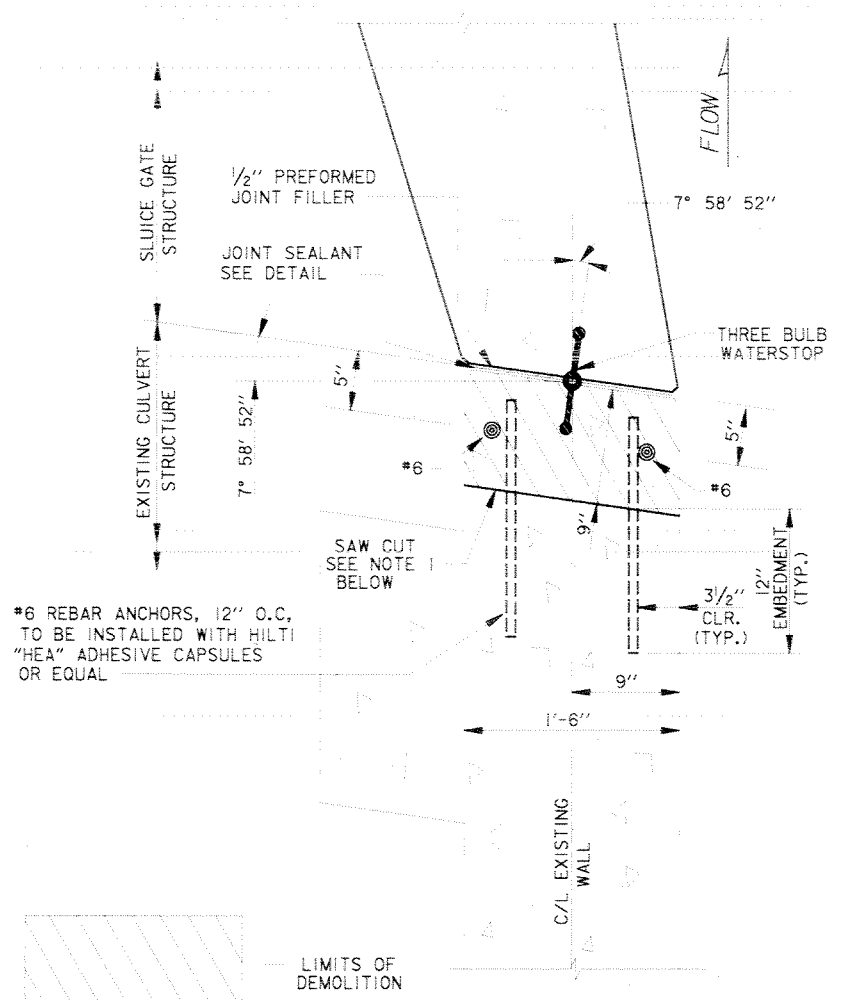 FLOW
SLUICE GATE
STRUCTURE
1/2" PREFORMED
JOINT FILLER
7° 58' 52"
JOINT SEALANT
SEE DETAIL
THREE BULB
WATERSTOP
EXISTING CULVERT
STRUCTURE
7° 58' 52"
5"
5"
#6
#6
9"
SAW CUT
SEE NOTE 1
BELOW
12"
EMBEDMENT
(TYP.)
3 1/2"
CLR.
(TYP.)
#6 REBAR ANCHORS, 12" O.C,
TO BE INSTALLED WITH HILTI
"HEA" ADHESIVE CAPSULES
OR EQUAL
9"
1'-6"
C/L EXISTING
WALL
LIMITS OF
DEMOLITION